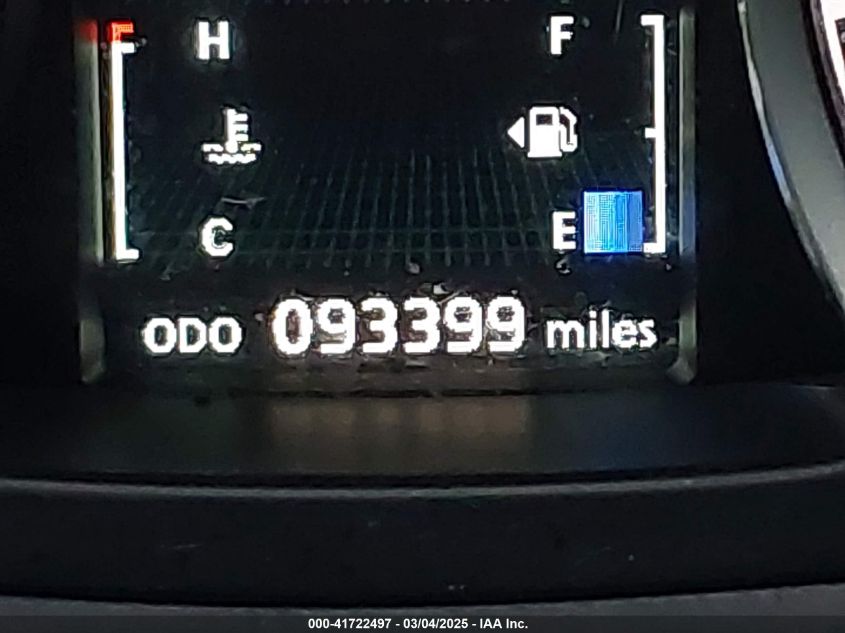 H F
C E
ODO 093399 miles
000-41722497 - 03/04/2025 - IAA Inc.